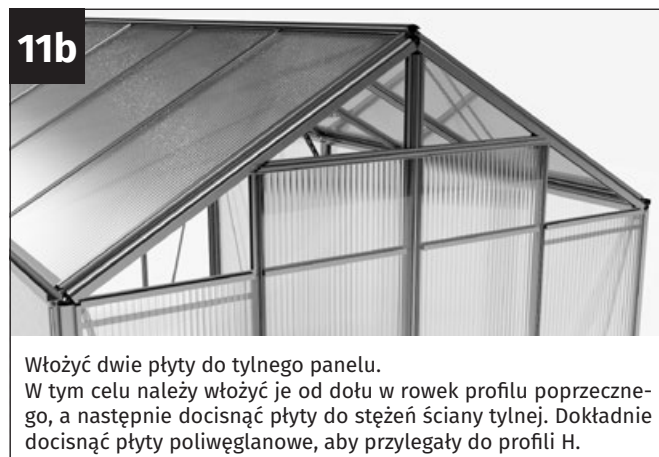 11b
Włożyć dwie płyty do tylnego panelu.
W tym celu należy włożyć je od dołu w rowek profilu poprzeczne-
go, a następnie docisnąć płyty do stężeń ściany tylnej. Dokładnie
docisnąć płyty poliwęglanowe, aby przylegały do profili H.